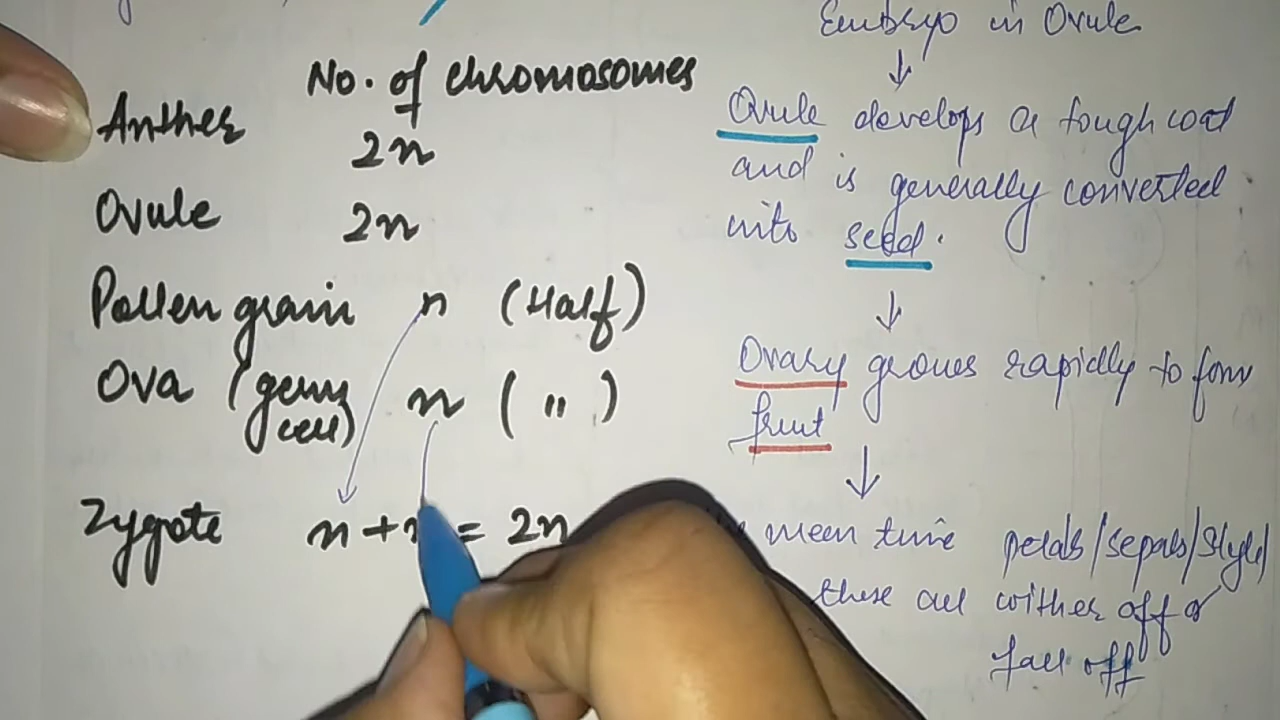 No. of chromosomes
Anther 2n
Ovule 2n
Pollen grain n (Half)
Ova (germ cell) n ( " )
Zygote n + n = 2n
Embryo in Ovule
↓
Ovule develops a tough coat
and is generally converted
into seed.
↓
Ovary grows rapidly to form
fruit
↓
mean time petals/sepals/style/
these all wither off or
fall off